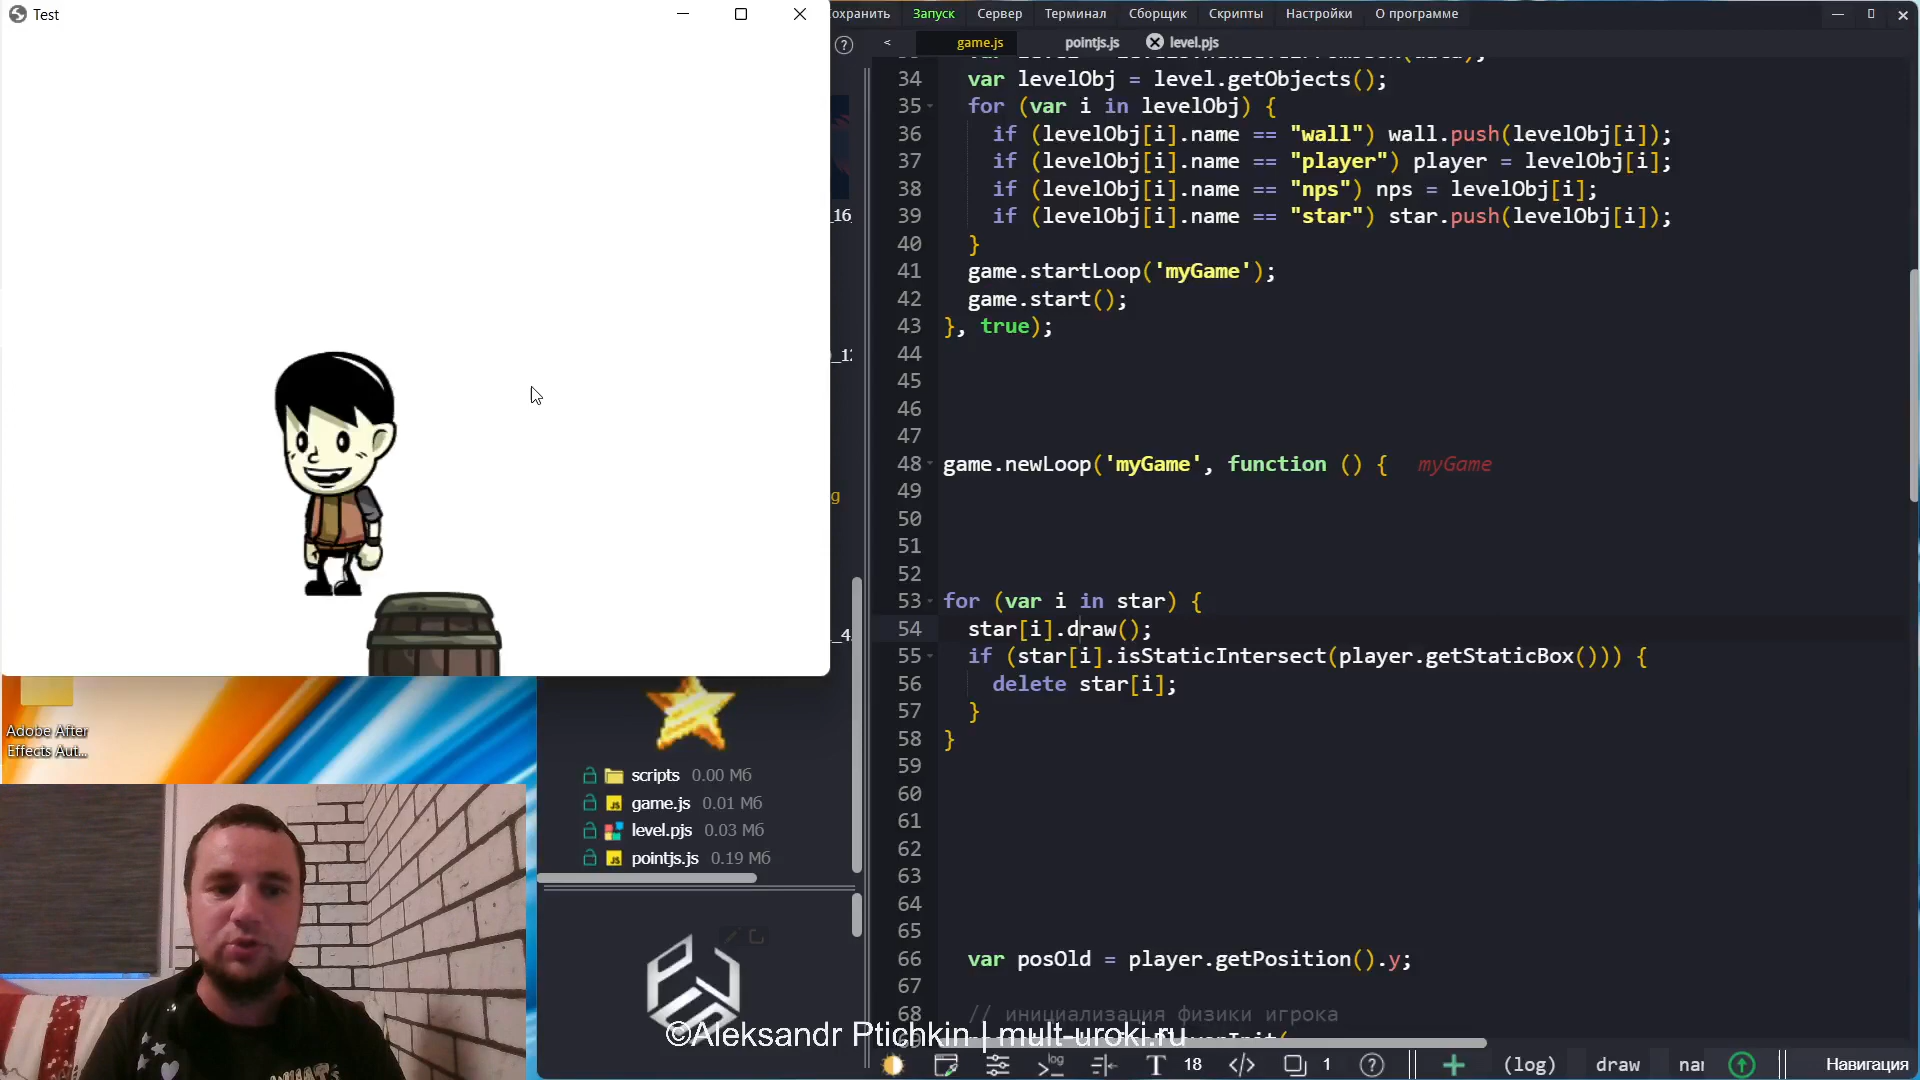 Test
охранить Запуск Сервер Терминал Сборщик Скрипты Настройки О программе
< game.js pointjs.js level.pjs
34 var levelObj = level.getObjects();
35 for (var i in levelObj) {
36 if (levelObj[i].name == "wall") wall.push(levelObj[i]);
37 if (levelObj[i].name == "player") player = levelObj[i];
38 if (levelObj[i].name == "nps") nps = levelObj[i];
39 if (levelObj[i].name == "star") star.push(levelObj[i]);
40 }
41 game.startLoop('myGame');
42 game.start();
43 }, true);
44
45
46
47
48 game.newLoop('myGame', function () { myGame
49
50
51
52
53 for (var i in star) {
54 star[i].draw();
55 if (star[i].isStaticIntersect(player.getStaticBox())) {
56 delete star[i];
57 }
58 }
59
60
61
62
63
64
65
66 var posOld = player.getPosition().y;
67
68 // инициализация физики игрока
_16
_12
g
_4
Adobe After
Effects Aut...
scripts 0.00 Мб
game.js 0.01 Мб
level.pjs 0.03 Мб
pointjs.js 0.19 Мб
©Aleksandr Ptichkin | mult-uroki.ru
log T 18 </> 1 ? + (log) draw nar Навигация